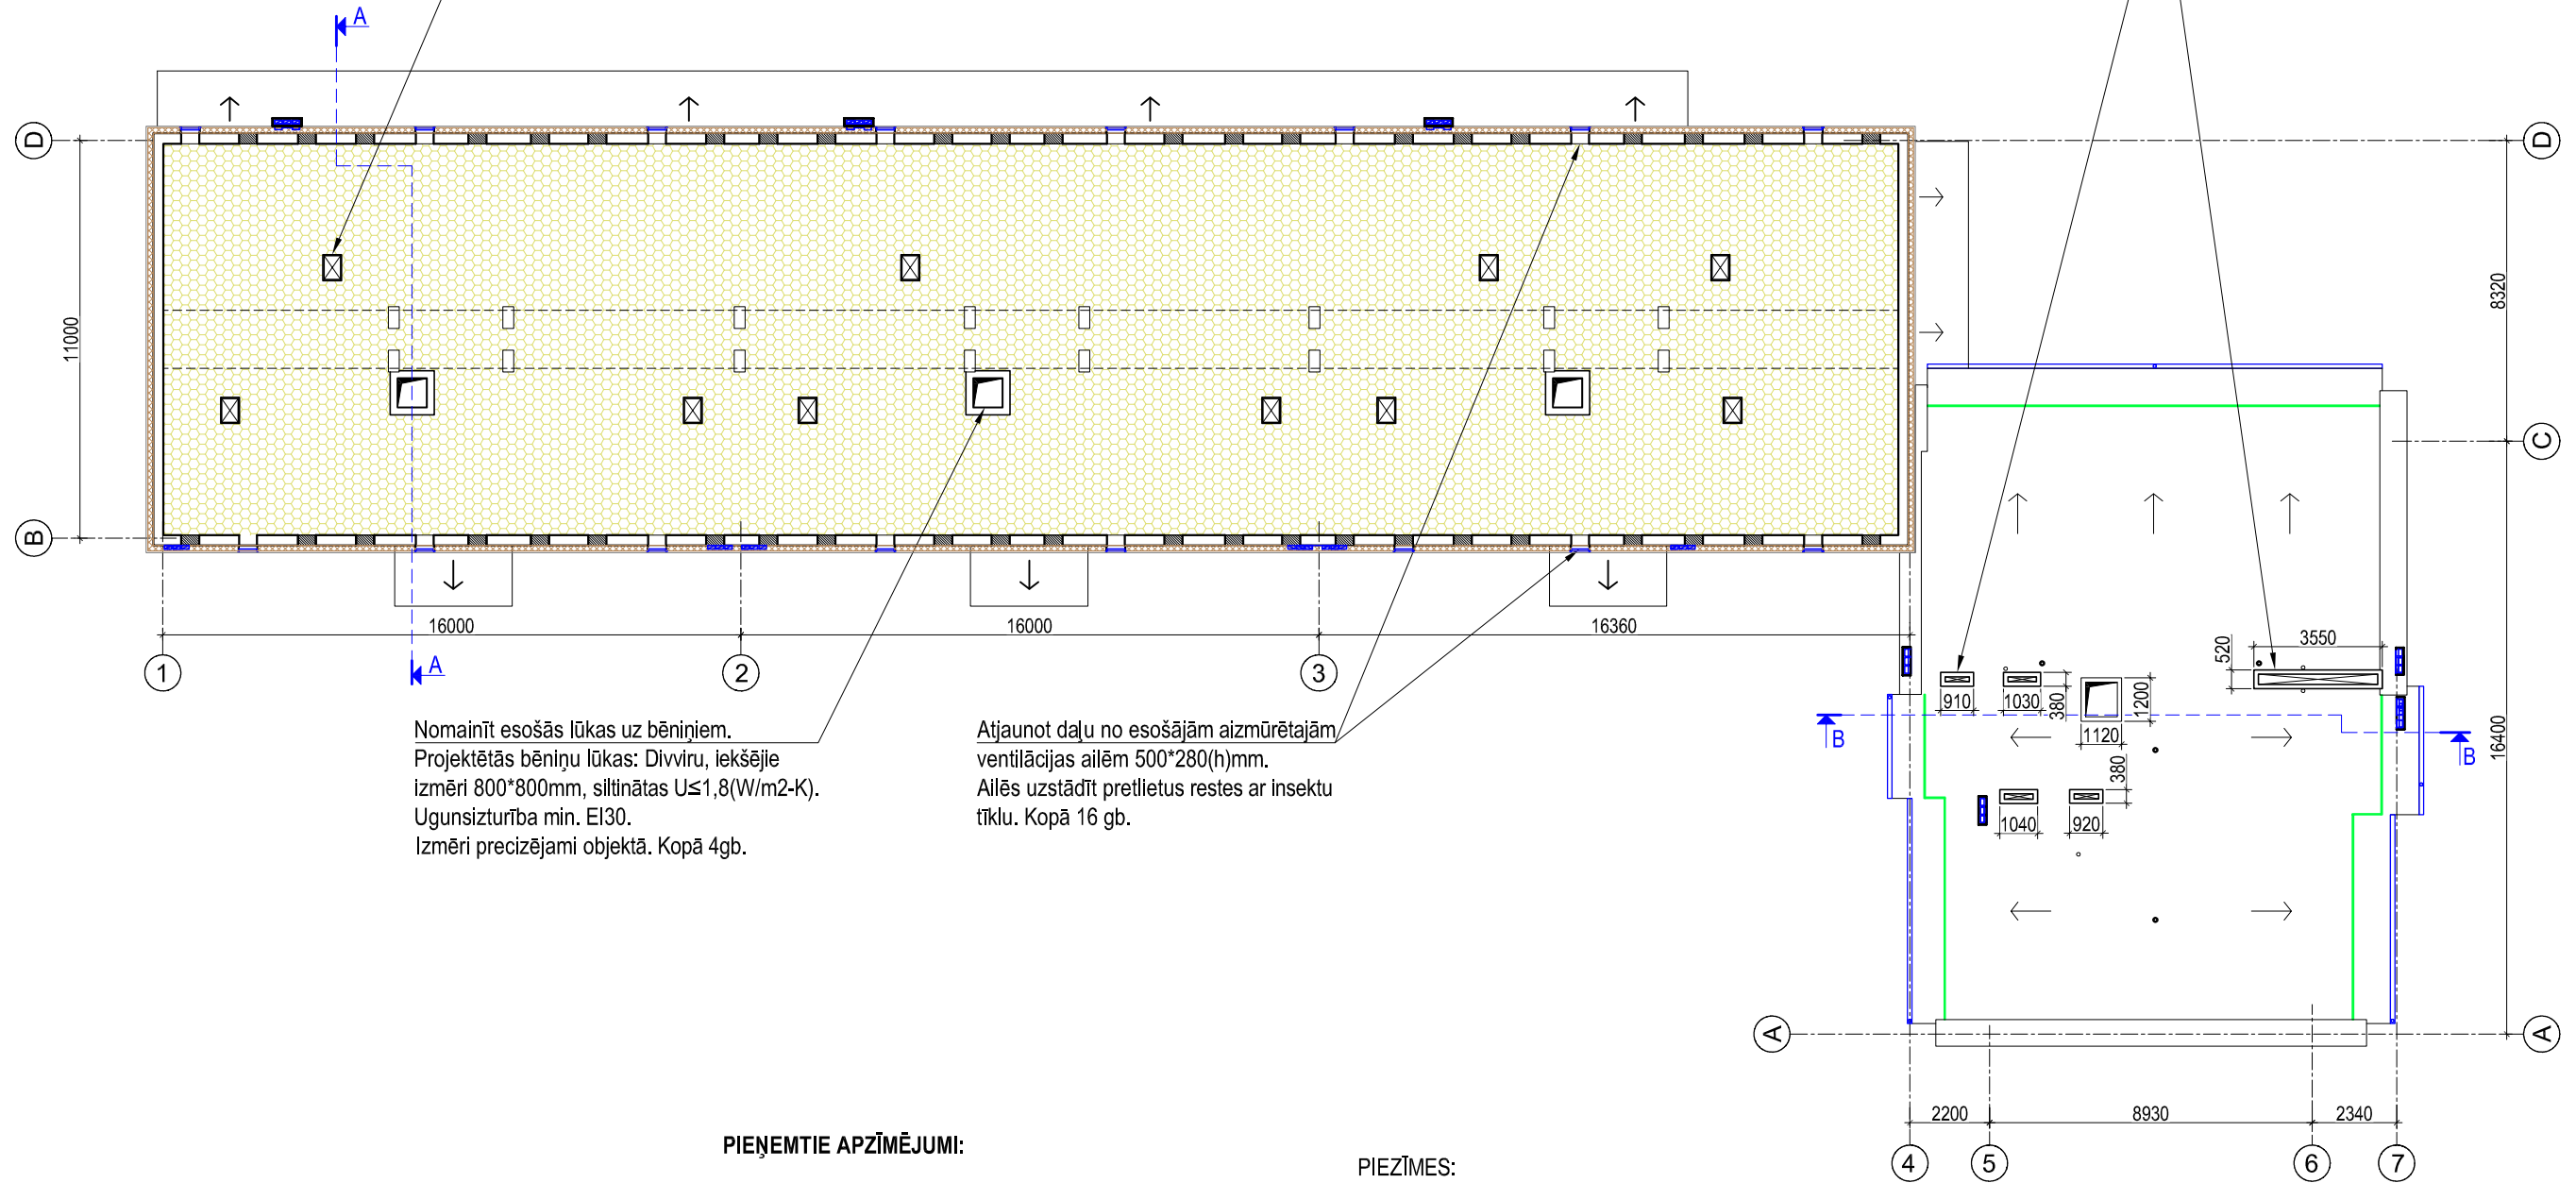 A
D
D
11000
8320
C
B
16000
16000
16360
1
A
2
3
3550
520
910
1030
380
1200
1120
B
B
16400
Nomainīt esošās lūkas uz bēniņiem.
Projektētās bēniņu lūkas: Divviru, iekšējie
izmēri 800*800mm, siltinātas U≤1,8(W/m2-K).
Ugunsizturība min. EI30.
Izmēri precizējami objektā. Kopā 4gb.
Atjaunot daļu no esošājām aizmūrētajām
ventilācijas ailēm 500*280(h)mm.
Ailēs uzstādīt pretlietus restes ar insektu
tīklu. Kopā 16 gb.
380
1040
920
A
A
2200
8930
2340
4
5
6
7
PIEŅEMTIE APZĪMĒJUMI:
PIEZĪMES: